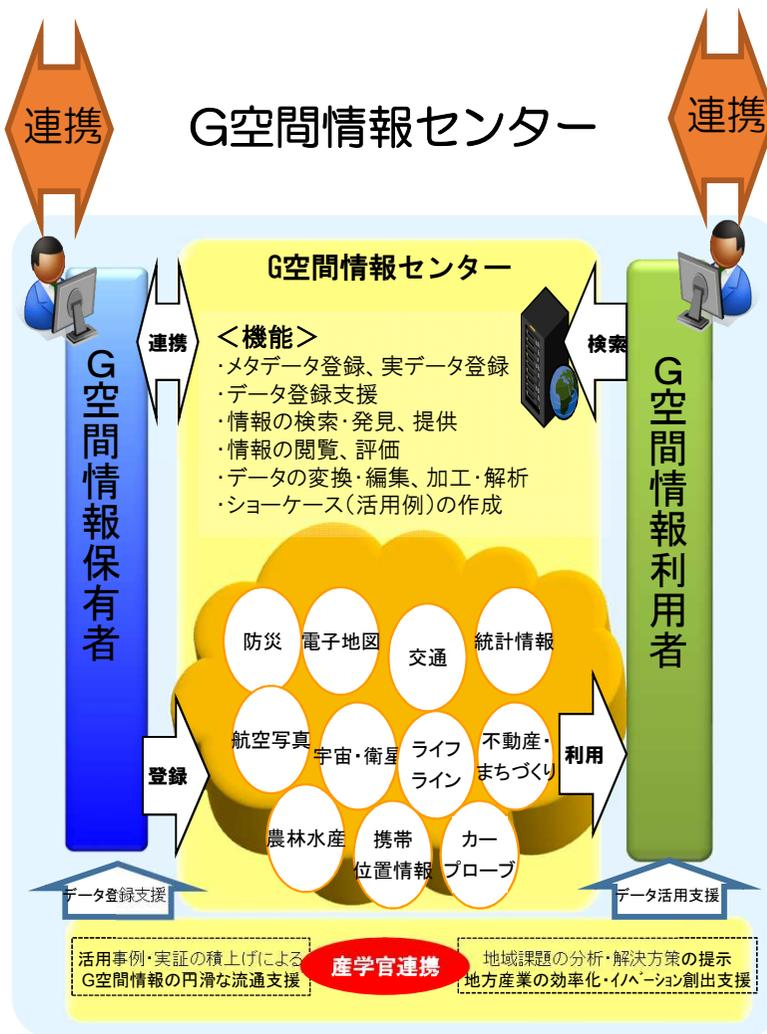 連携
G空間情報センター
連携
G空間情報センター
連携
＜機能＞
・メタデータ登録、実データ登録
・データ登録支援
・情報の検索・発見、提供
・情報の閲覧、評価
・データの変換・編集、加工・解析
・ショーケース（活用例）の作成
検索
G空間情報保有者
G空間情報利用者
防災
電子地図
交通
統計情報
航空写真
宇宙・衛星
ライフ
ライン
不動産・
まちづくり
登録
利用
農林水産
携帯
位置情報
カー
プローブ
データ登録支援
データ活用支援
活用事例・実証の積上げによる
G空間情報の円滑な流通支援
産学官連携
地域課題の分析・解決方策の提示
地方産業の効率化・イノベーション創出支援